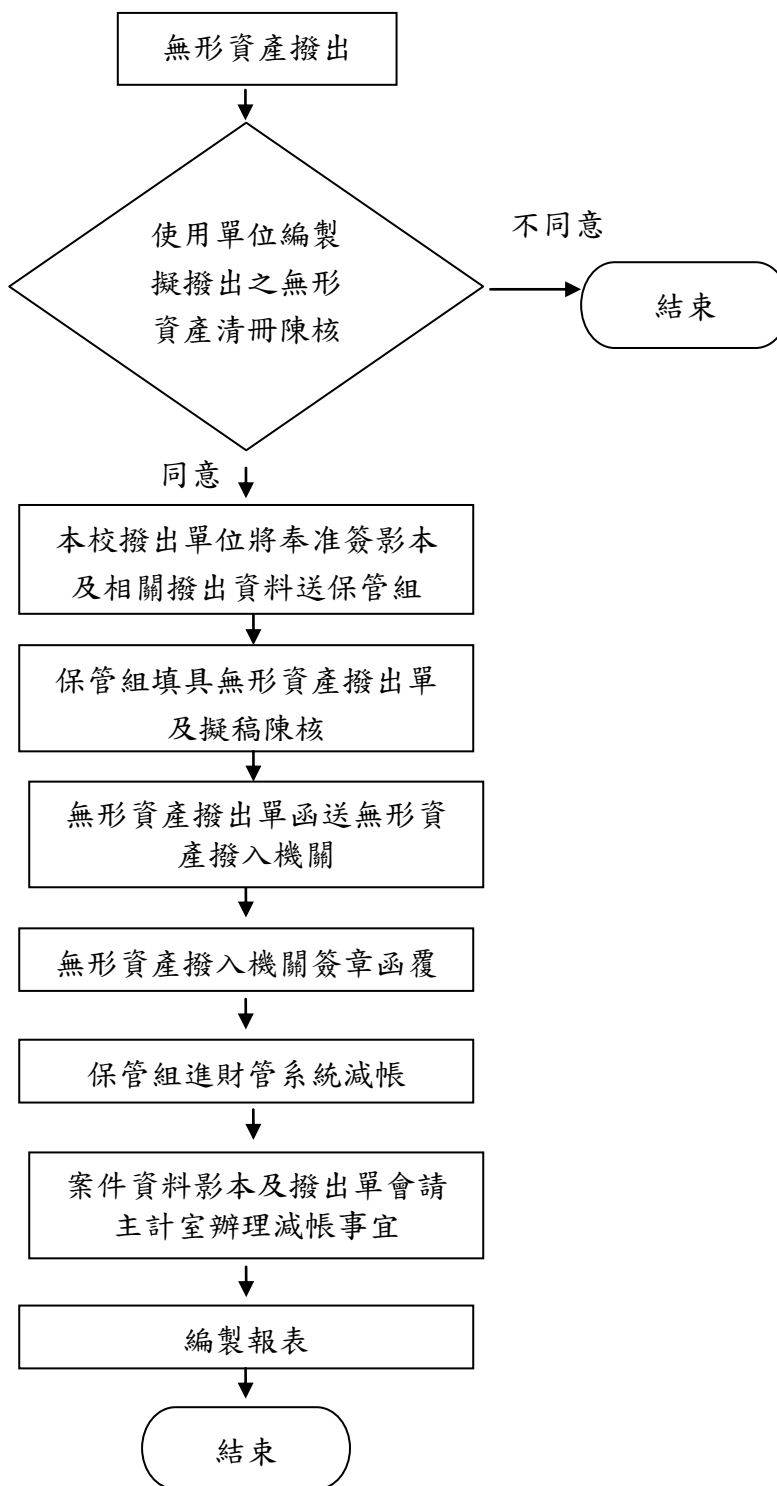 無形資產撥出
使用單位編製
擬撥出之無形
資產清冊陳核
不同意
結束
同意
本校撥出單位將奉准簽影本
及相關撥出資料送保管組
保管組填具無形資產撥出單
及擬稿陳核
無形資產撥出單函送無形資
產撥入機關
無形資產撥入機關簽章函覆
保管組進財管系統減帳
案件資料影本及撥出單會請
主計室辦理減帳事宜
編製報表
結束